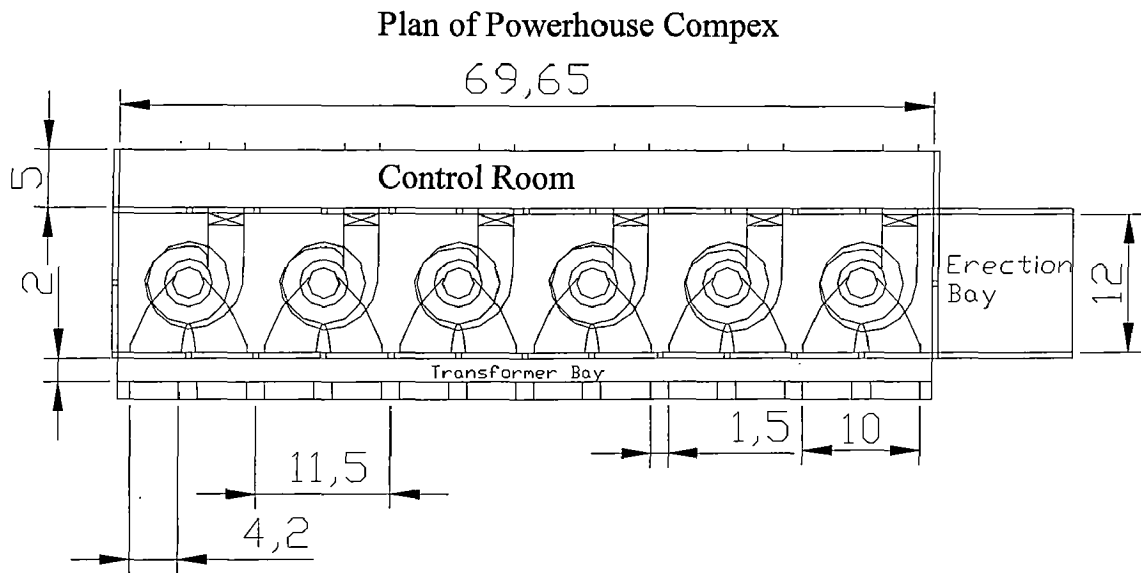 Plan of Powerhouse Compex
69,65
5
Control Room
2
Erection
Bay
12
Transformer Bay
1,5
10
11,5
4,2